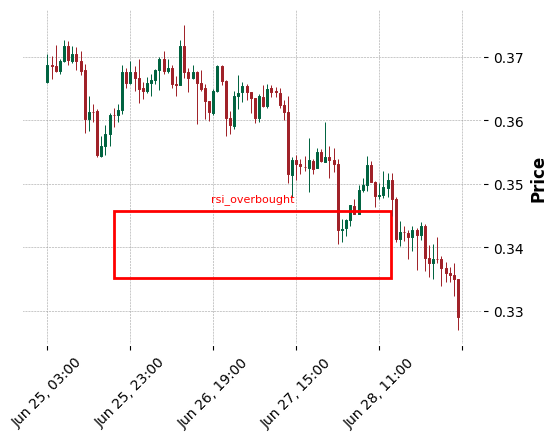 0.37
0.36
0.35
0.34
0.33
Price
rsi_overbought
Jun 25, 03:00
Jun 25, 23:00
Jun 26, 19:00
Jun 27, 15:00
Jun 28, 11:00